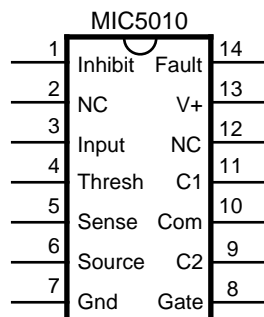 MIC5010
1 Inhibit Fault 14
2 NC V+ 13
3 Input NC 12
4 Thresh C1 11
5 Sense Com 10
6 Source C2 9
7 Gnd Gate 8